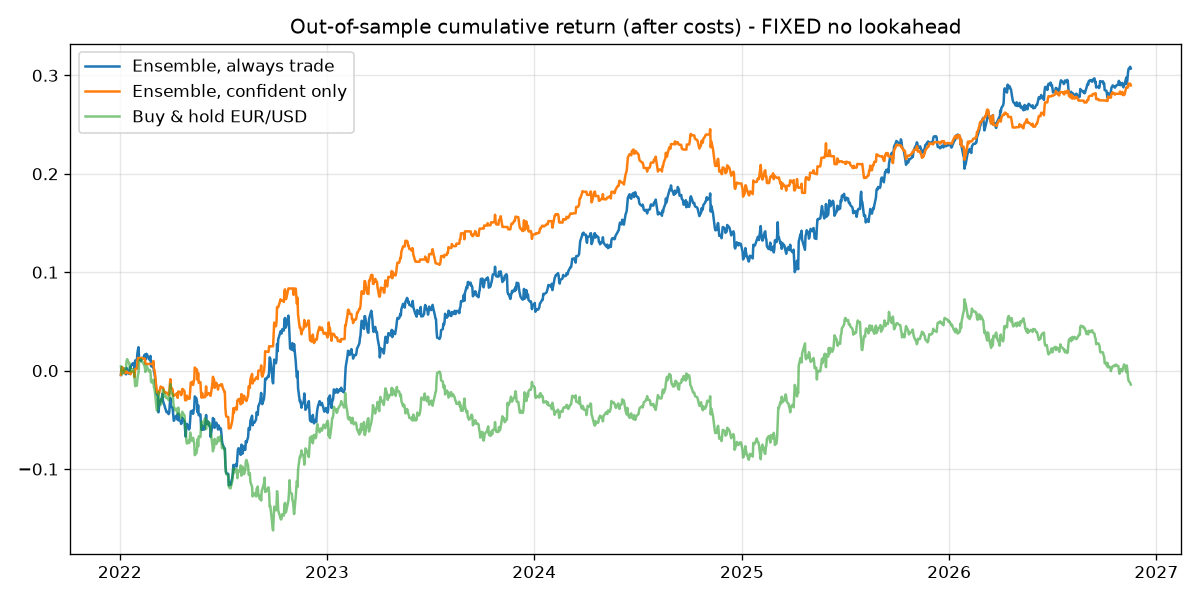 Out-of-sample cumulative return (after costs) - FIXED no lookahead
Ensemble, always trade
Ensemble, confident only
Buy & hold EUR/USD
0.3
0.2
0.1
0.0
−0.1
2022 2023 2024 2025 2026 2027